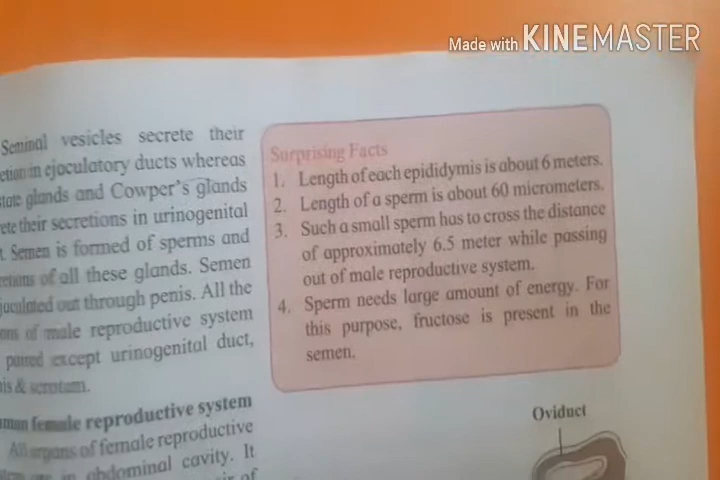 Made with KINEMASTER
Seminal vesicles secrete their
in ejaculatory ducts whereas
glands and Cowper's glands
their secretions in urinogenital
Semen is formed of sperms and
of all these glands. Semen
out through penis. All the
of male reproductive system
paired except urinogenital duct,
& scrotum.
female reproductive system
All organs of female reproductive
in abdominal cavity. It
of
Surprising Facts
1. Length of each epididymis is about 6 meters.
2. Length of a sperm is about 60 micrometers.
3. Such a small sperm has to cross the distance
of approximately 6.5 meter while passing
out of male reproductive system.
4. Sperm needs large amount of energy. For
this purpose, fructose is present in the
semen.
Oviduct